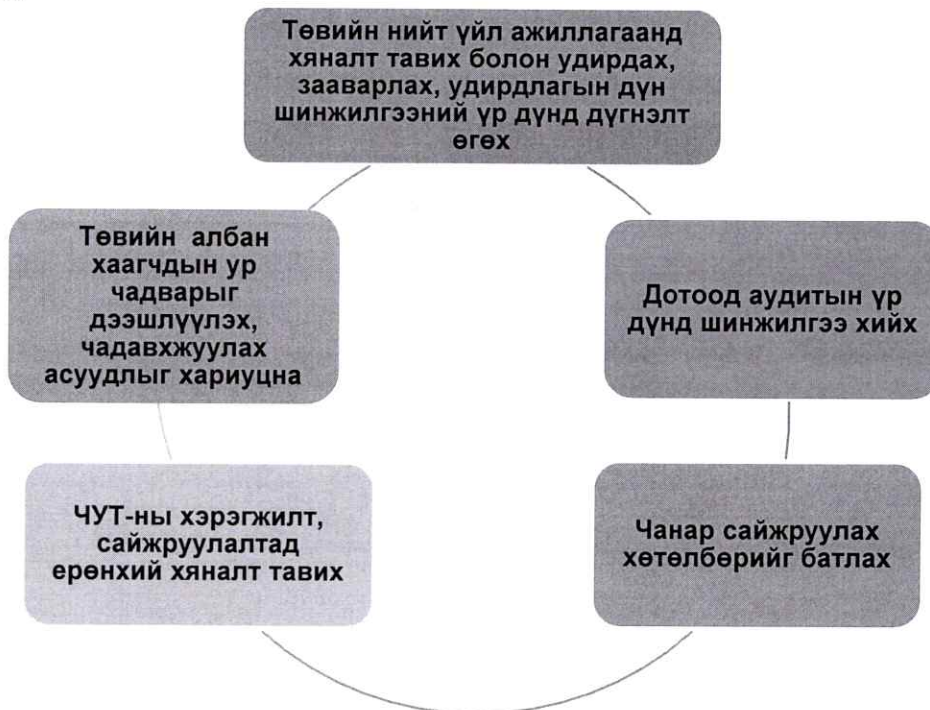 Төвийн нийт үйл ажиллагаанд
хяналт тавих болон удирдах,
зааварлах, удирдлагын дүн
шинжилгээний үр дүнд дүгнэлт
өгөх
Төвийн албан
хаагчдын ур
чадварыг
дээшлүүлэх,
чадавхжуулах
асуудлыг хариуцна
Дотоод аудитын үр
дүнд шинжилгээ хийх
ЧУТ-ны хэрэгжилт,
сайжруулалтад
ерөнхий хяналт тавих
Чанар сайжруулах
хөтөлбөрийг батлах